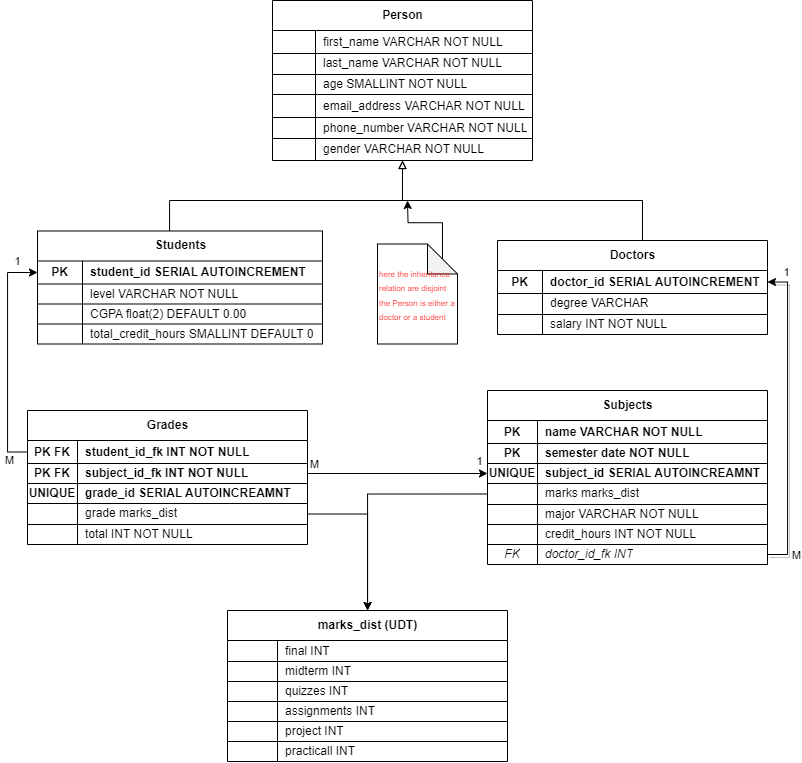 Person
first_name VARCHAR NOT NULL
last_name VARCHAR NOT NULL
age SMALLINT NOT NULL
email_address VARCHAR NOT NULL
phone_number VARCHAR NOT NULL
gender VARCHAR NOT NULL
Students
PK student_id SERIAL AUTOINCREMENT
level VARCHAR NOT NULL
CGPA float(2) DEFAULT 0.00
total_credit_hours SMALLINT DEFAULT 0
1
here the inheritance
relation are disjoint
the Person is either a
doctor or a student
Doctors
PK doctor_id SERIAL AUTOINCREMENT
degree VARCHAR
salary INT NOT NULL
1
Grades
PK FK student_id_fk INT NOT NULL
PK FK subject_id_fk INT NOT NULL
UNIQUE grade_id SERIAL AUTOINCREAMNT
grade marks_dist
total INT NOT NULL
M
M
1
Subjects
PK name VARCHAR NOT NULL
PK semester date NOT NULL
UNIQUE subject_id SERIAL AUTOINCREAMNT
marks marks_dist
major VARCHAR NOT NULL
credit_hours INT NOT NULL
FK doctor_id_fk INT
M
marks_dist (UDT)
final INT
midterm INT
quizzes INT
assignments INT
project INT
practicall INT